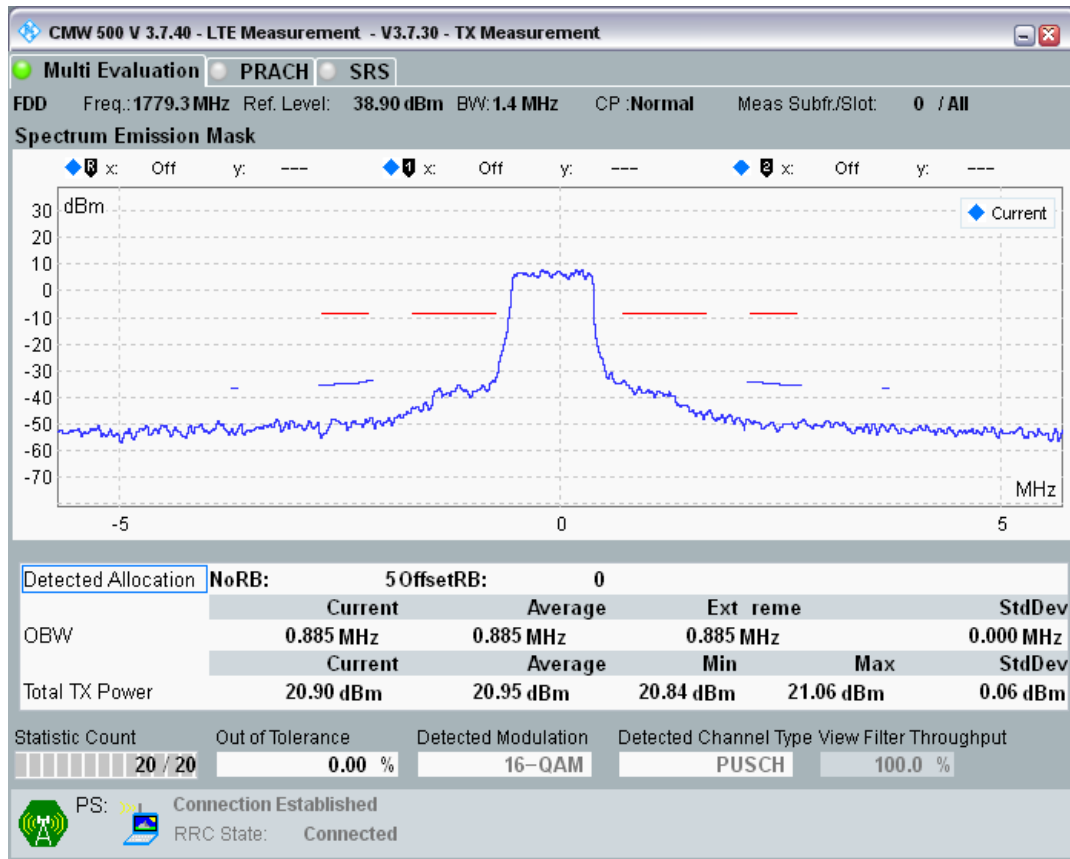 CMW 500 V 3.7.40 - LTE Measurement - V3.7.30 - TX Measurement
Multi Evaluation PRACH SRS
FDD Freq.: 1779.3 MHz Ref. Level: 38.90 dBm BW: 1.4 MHz CP :Normal Meas Subfr./Slot: 0 / All
Spectrum Emission Mask
R x: Off y: --- 1 x: Off y: --- 2 x: Off y: ---
dBm
Current
30
20
10
0
-10
-20
-30
-40
-50
-60
-70
MHz
-5 0 5
Detected Allocation NoRB: 5 OffsetRB: 0
Current Average Ext reme StdDev
OBW 0.885 MHz 0.885 MHz 0.885 MHz 0.000 MHz
Current Average Min Max StdDev
Total TX Power 20.90 dBm 20.95 dBm 20.84 dBm 21.06 dBm 0.06 dBm
Statistic Count Out of Tolerance Detected Modulation Detected Channel Type View Filter Throughput
20 / 20 0.00 % 16-QAM PUSCH 100.0 %
PS: Connection Established
RRC State: Connected